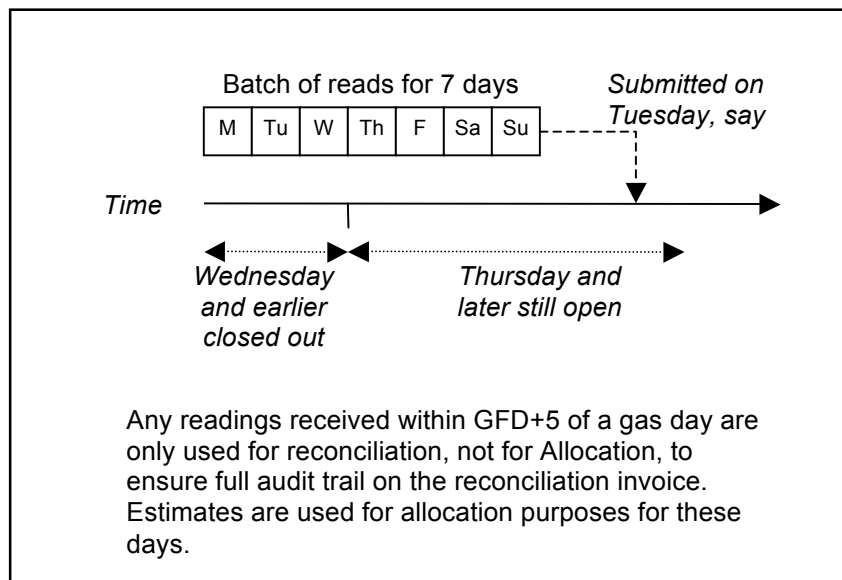 Batch of reads for 7 days
Submitted on
Tuesday, say
M Tu W Th F Sa Su
Time
Wednesday
and earlier
closed out
Thursday and
later still open
Any readings received within GFD+5 of a gas day are
only used for reconciliation, not for Allocation, to
ensure full audit trail on the reconciliation invoice.
Estimates are used for allocation purposes for these
days.